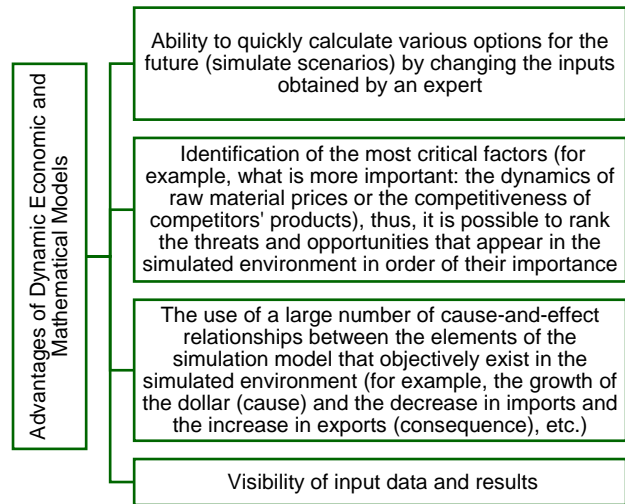 Advantages of Dynamic Economic and
Mathematical Models
Ability to quickly calculate various options for the
future (simulate scenarios) by changing the inputs
obtained by an expert
Identification of the most critical factors (for
example, what is more important: the dynamics of
raw material prices or the competitiveness of
competitors' products), thus, it is possible to rank
the threats and opportunities that appear in the
simulated environment in order of their importance
The use of a large number of cause-and-effect
relationships between the elements of the
simulation model that objectively exist in the
simulated environment (for example, the growth of
the dollar (cause) and the decrease in imports and
the increase in exports (consequence), etc.)
Visibility of input data and results